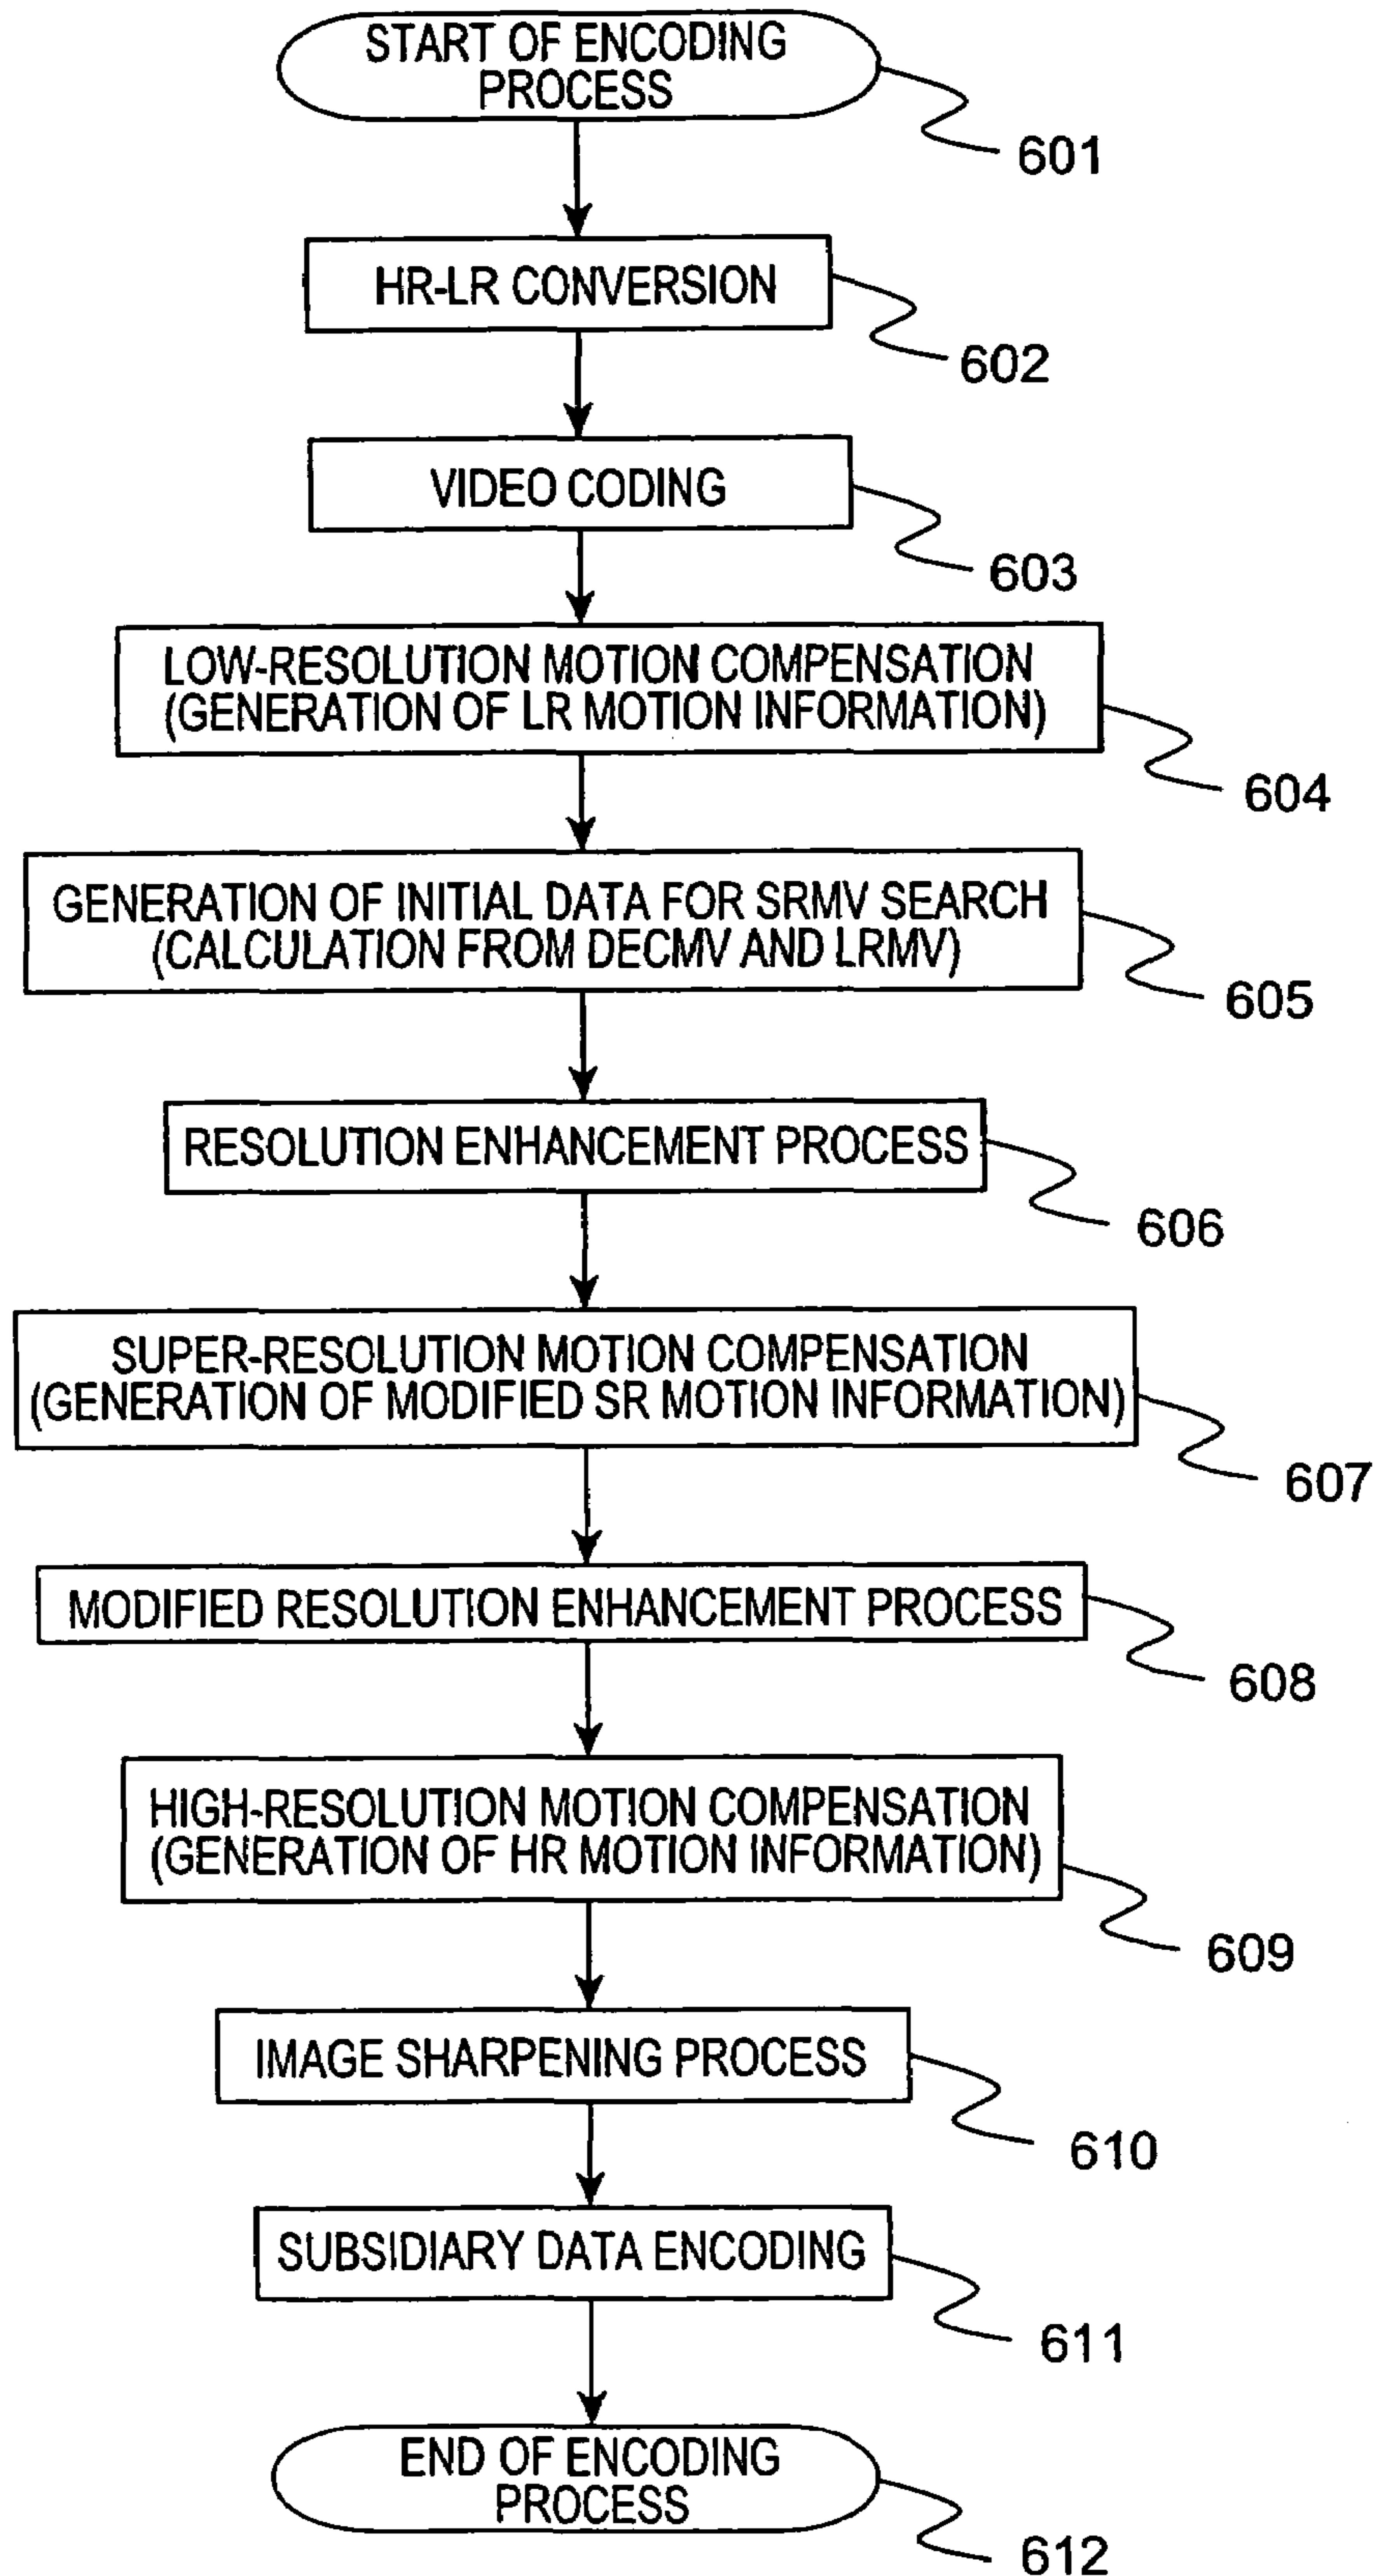 START OF ENCODING
PROCESS
601
HR-LR CONVERSION
602
VIDEO CODING
603
LOW-RESOLUTION MOTION COMPENSATION
(GENERATION OF LR MOTION INFORMATION)
604
GENERATION OF INITIAL DATA FOR SRMV SEARCH
(CALCULATION FROM DECMV AND LRMV)
605
RESOLUTION ENHANCEMENT PROCESS
606
SUPER-RESOLUTION MOTION COMPENSATION
(GENERATION OF MODIFIED SR MOTION INFORMATION)
607
MODIFIED RESOLUTION ENHANCEMENT PROCESS
608
HIGH-RESOLUTION MOTION COMPENSATION
(GENERATION OF HR MOTION INFORMATION)
609
IMAGE SHARPENING PROCESS
610
SUBSIDIARY DATA ENCODING
611
END OF ENCODING
PROCESS
612